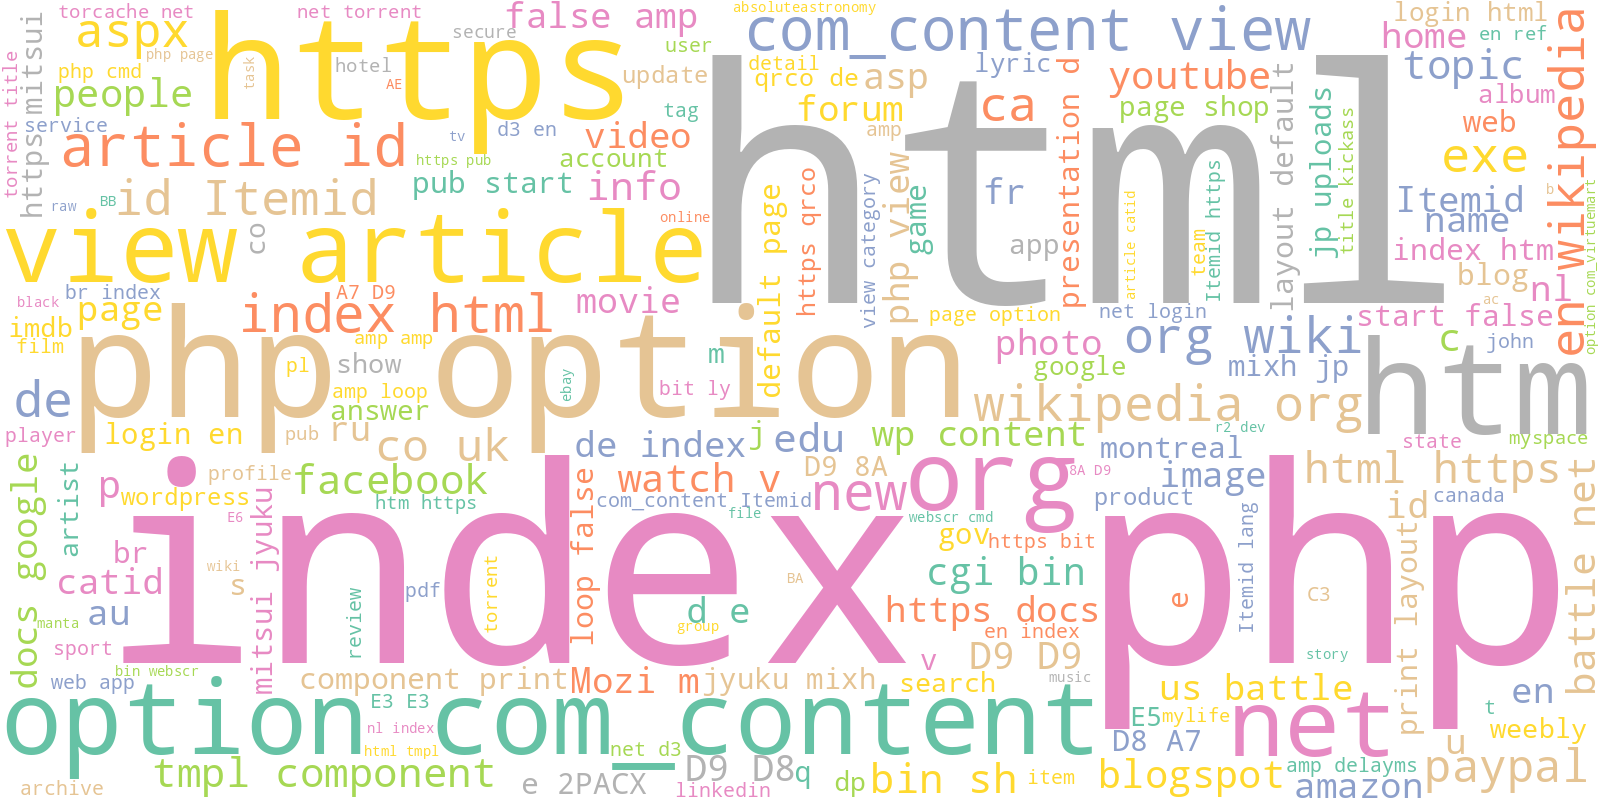 torcache net
net torrent
false amp
absoluteastronomy
login html
aspx
https
secure
com_content view
home
en ref
php page
user
torrent title
https mitsui
php cmd
task
hotel
AE
update
detail
qrco de
asp
lyric
youtube
topic
people
tag
forum
ca
page shop
album
service
article id
tv
d3 en
video
amp
web
exe
en wikipedia
https pub
account
html
presentation d
layout default
jp uploads
title kickass
b
raw
BB
id Itemid
pub start
info
fr
Itemid
name
online
co
view article
default page
https qrco
view category
php view
game
app
article catid
team
Itemid https
index htm
blog
ac
nl
option com_virtuemart
br index
A7 D9
black
page
index html
movie
page option
net login
start false
imdb
film
amp amp
php option
photo
org wiki
c
john
show
m
pl
google
mixh jp
htm
de
amp loop
ebay
bit ly
answer
wikipedia org
player
login en
pub
ru
co uk
de index
j
edu
wp content
r2 dev
montreal
state
myspace
docs google
artist
profile
facebook
watch v
D9 8A
new
org
8A D9
image
html https
battle net
p
wordpress
htm https
com_content Itemid
file
webscr cmd
product
id
canada
E6
mitsui jyuku
loop false
gov
https bit
Itemid lang
print layout
br
wiki
index php
catid
s
torrent
BA
cgi bin
au
pdf
review
d e
https docs
e
C3
manta
group
en index
sport
v
D9 D9
story
bin webscr
web app
component print
Mozi m
jyuku mixh
search
music
us battle
en
option com_content
E3 E3
E5
mylife
net
t
nl index
weebly
html tmpl
net d3
D8 A7
u
tmpl component
D9 D8
q
dp
bin sh
item
blogspot
amp delayms
paypal
archive
e 2PACX
linkedin
amazon